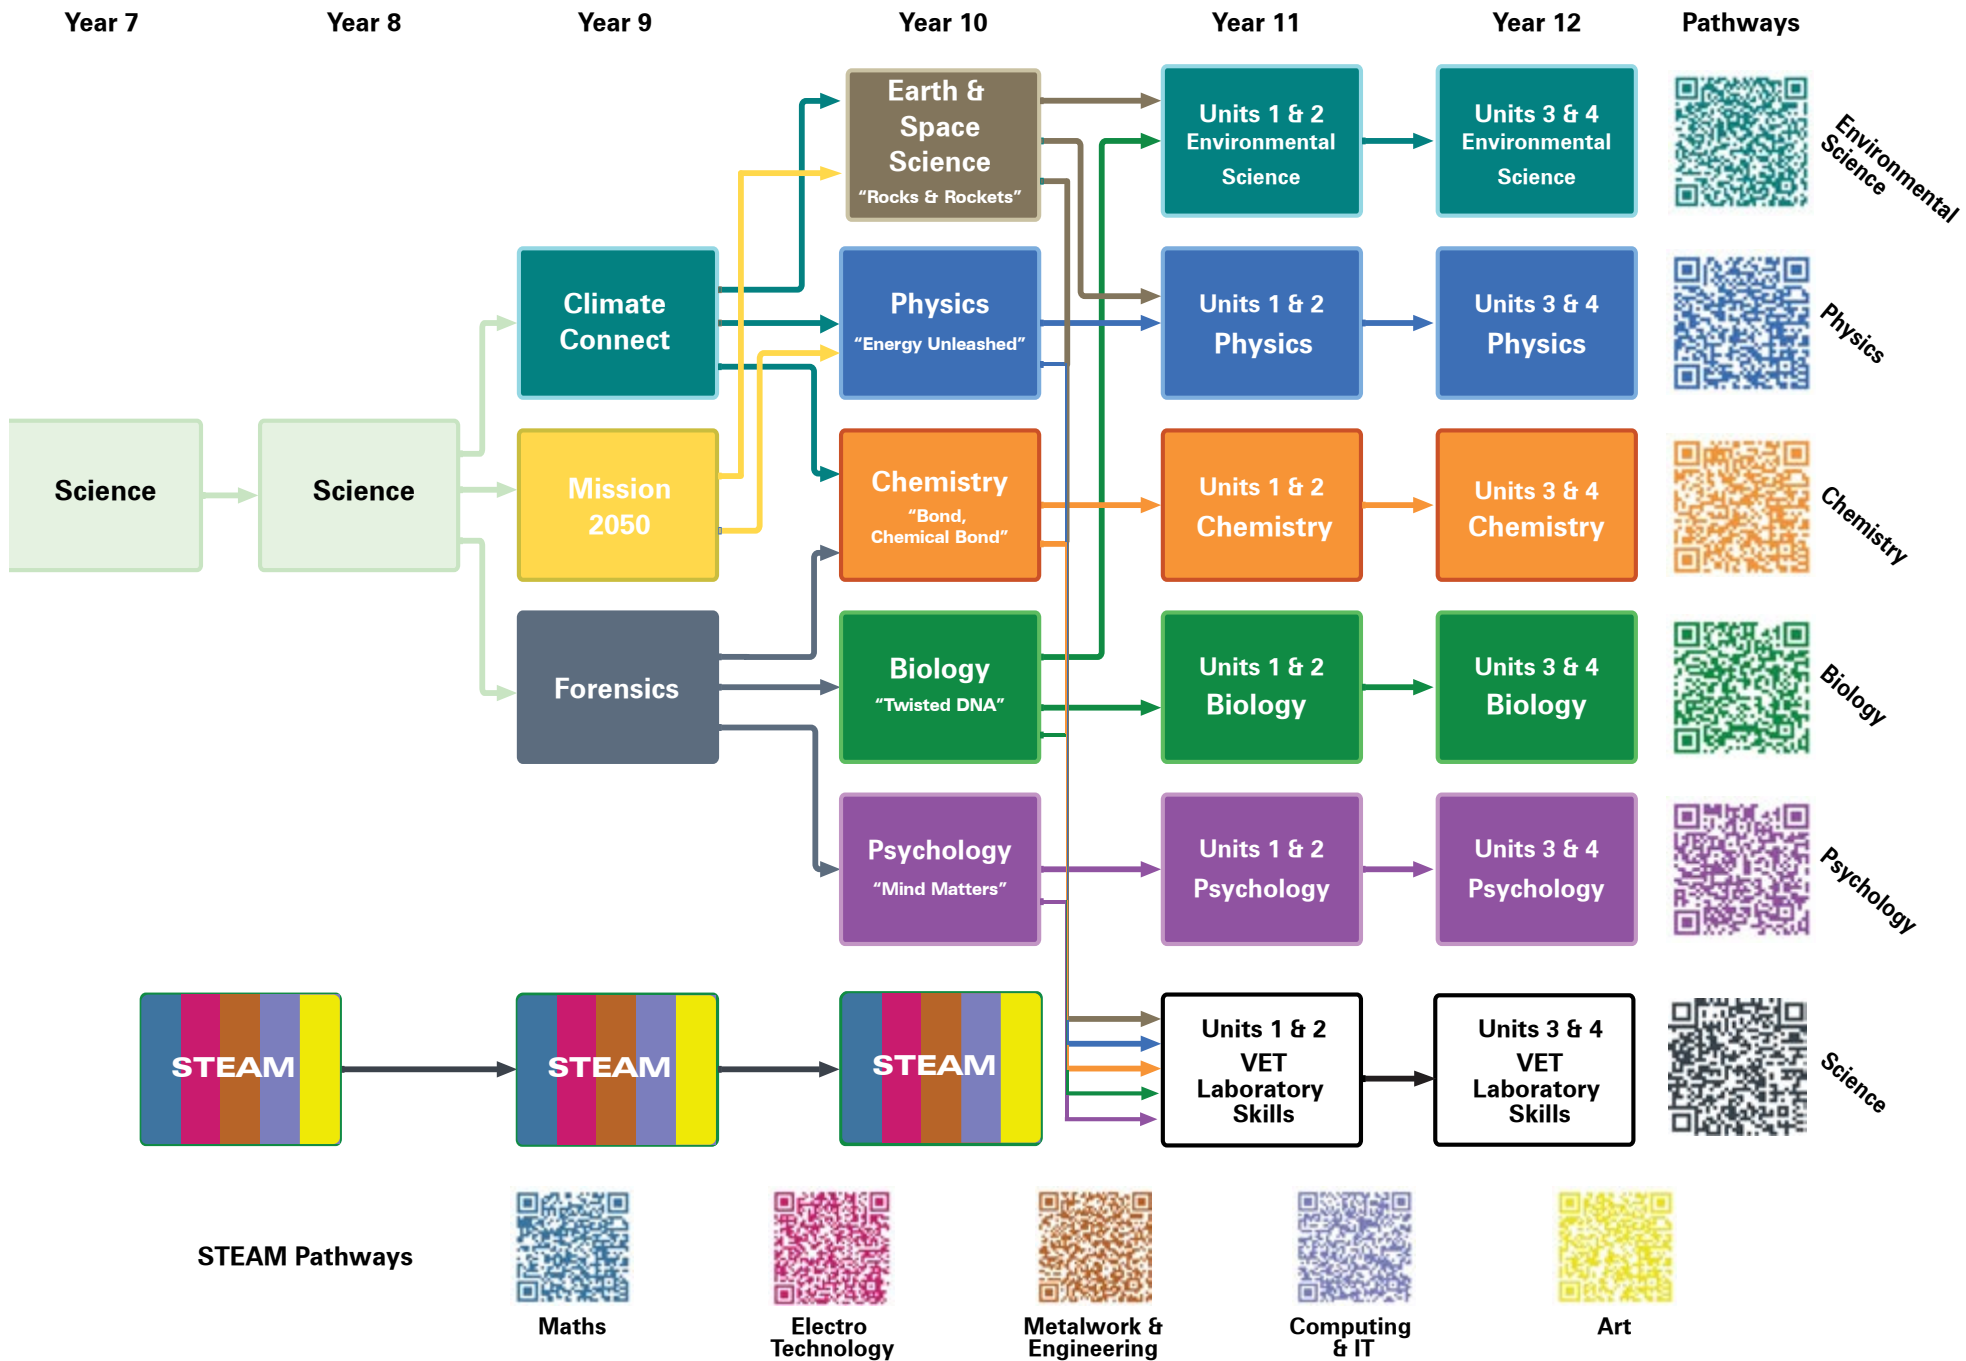 Year 7
Year 8
Year 9
Year 10
Year 11
Year 12
Pathways
Earth &
Space
Science
“Rocks & Rockets”
Units 1 & 2
Environmental
Science
Units 3 & 4
Environmental
Science
Environmental
Science
Climate
Connect
Physics
“Energy Unleashed”
Units 1 & 2
Physics
Units 3 & 4
Physics
Physics
Science
Science
Mission
2050
Chemistry
“Bond,
Chemical Bond”
Units 1 & 2
Chemistry
Units 3 & 4
Chemistry
Chemistry
Forensics
Biology
“Twisted DNA”
Units 1 & 2
Biology
Units 3 & 4
Biology
Biology
Psychology
“Mind Matters”
Units 1 & 2
Psychology
Units 3 & 4
Psychology
Psychology
STEAM
STEAM
STEAM
Units 1 & 2
VET
Laboratory
Skills
Units 3 & 4
VET
Laboratory
Skills
Science
STEAM Pathways
Maths
Electro
Technology
Metalwork &
Engineering
Computing
& IT
Art